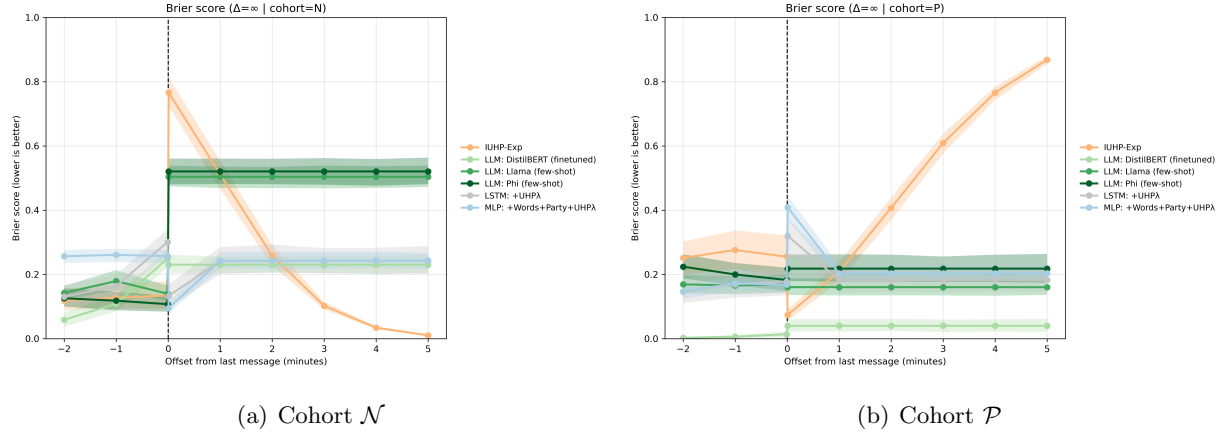 Brier score (Δ=∞ | cohort=N)
1.0
0.8
0.6
0.4
0.2
0.0
Brier score (lower is better)
−2
−1
0
1
2
3
4
5
Offset from last message (minutes)
IUHP-Exp
LLM: DistilBERT (finetuned)
LLM: Llama (few-shot)
LLM: Phi (few-shot)
LSTM: +UHPλ
MLP: +Words+Party+UHPλ
(a) Cohort 𝒩
Brier score (Δ=∞ | cohort=P)
1.0
0.8
0.6
0.4
0.2
0.0
Brier score (lower is better)
−2
−1
0
1
2
3
4
5
Offset from last message (minutes)
IUHP-Exp
LLM: DistilBERT (finetuned)
LLM: Llama (few-shot)
LLM: Phi (few-shot)
LSTM: +UHPλ
MLP: +Words+Party+UHPλ
(b) Cohort 𝒫